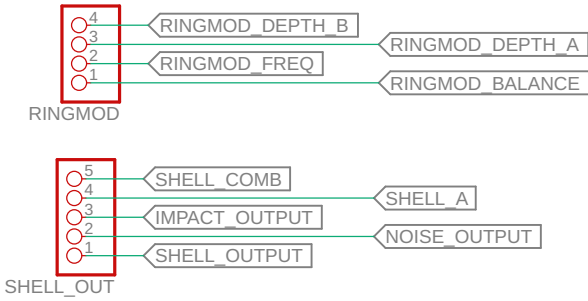 4 RINGMOD_DEPTH_B
3 RINGMOD_DEPTH_A
2 RINGMOD_FREQ
1 RINGMOD_BALANCE
RINGMOD
5 SHELL_COMB
4 SHELL_A
3 IMPACT_OUTPUT
2 NOISE_OUTPUT
1 SHELL_OUTPUT
SHELL_OUT